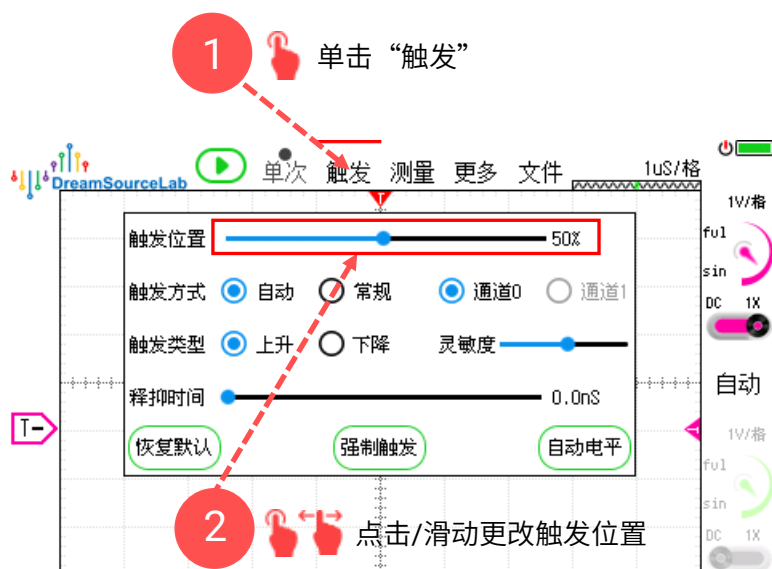 1
单击“触发”
DreamSourceLab
单次 触发 测量 更多 文件
1uS/格
T
1V/格
触发位置 50%
ful
sin
触发方式 自动 常规 通道0 通道1
DC 1X
触发类型 上升 下降 灵敏度
自动
释抑时间 0.0nS
T-
恢复默认 强制触发 自动电平
1V/格
ful
sin
2
点击/滑动更改触发位置
DC 1X